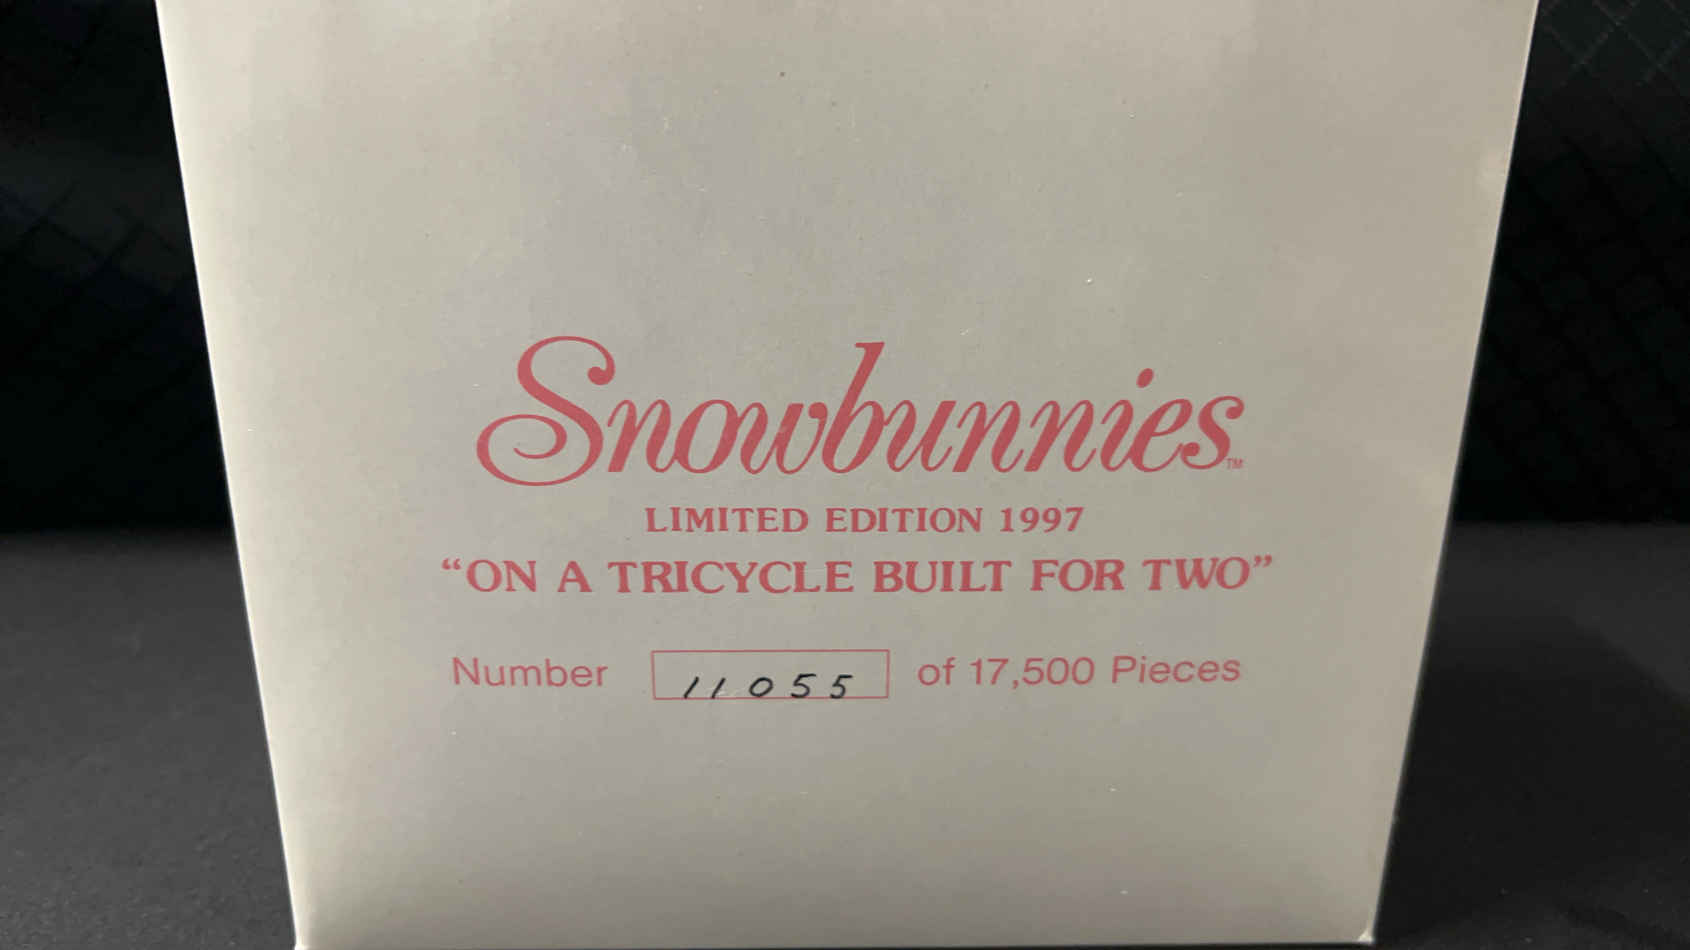 Snowbunnies™
LIMITED EDITION 1997
“ON A TRICYCLE BUILT FOR TWO”
Number 11055 of 17,500 Pieces